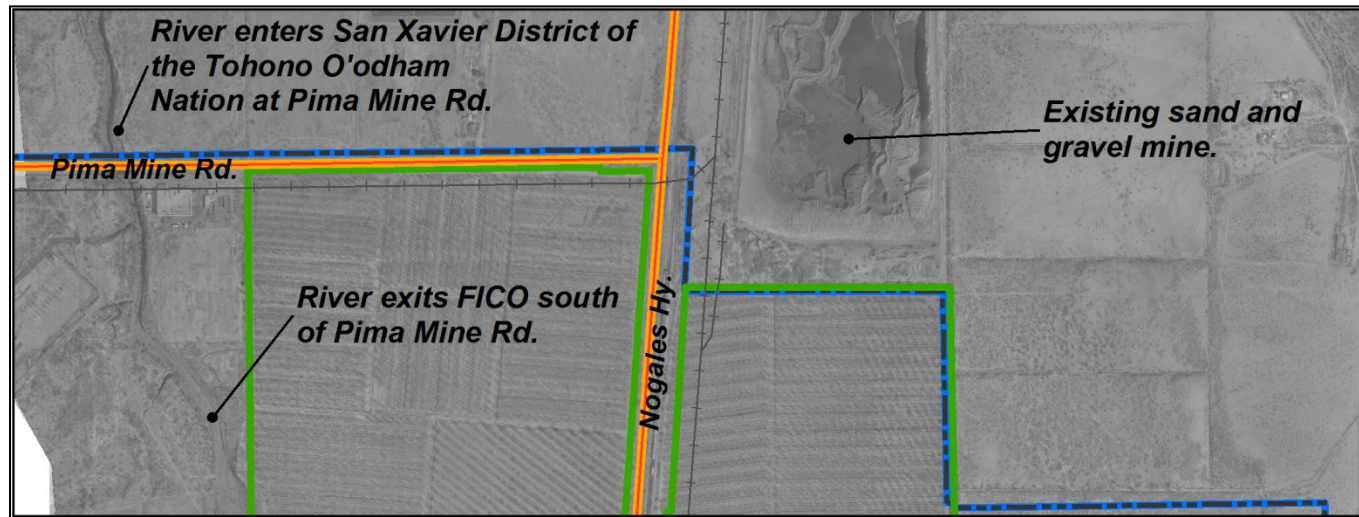 River enters San Xavier District of
the Tohono O'odham
Nation at Pima Mine Rd.
Existing sand and
gravel mine.
Pima Mine Rd.
River exits FICO south
of Pima Mine Rd.
Nogales Hy.